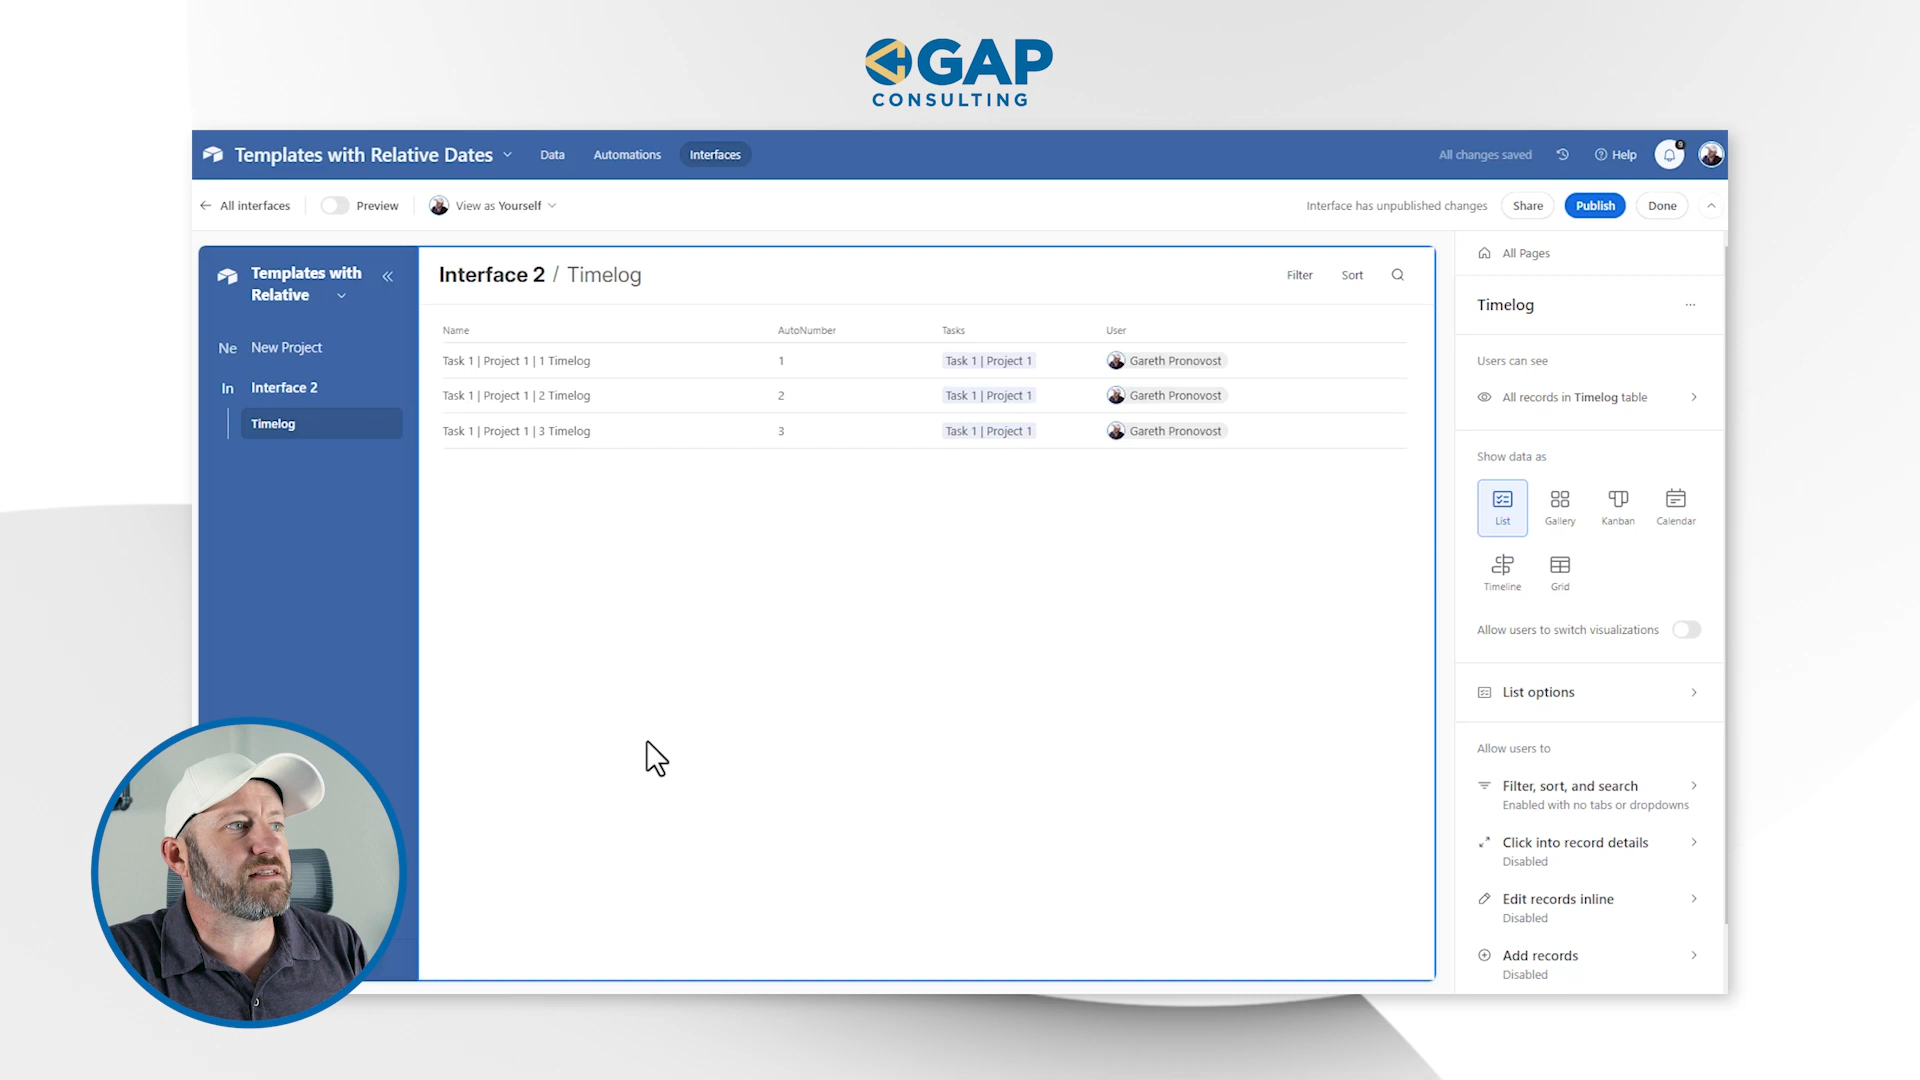 GAP
CONSULTING
Templates with Relative Dates
Data
Automations
Interfaces
All changes saved
Help
9
All interfaces
Preview
View as Yourself
Interface has unpublished changes
Share
Publish
Done
Templates with
Relative
Ne New Project
In Interface 2
Timelog
Interface 2 / Timelog
Filter
Sort
Name AutoNumber Tasks User
Task 1 | Project 1 | 1 Timelog 1 Task 1 | Project 1 Gareth Pronovost
Task 1 | Project 1 | 2 Timelog 2 Task 1 | Project 1 Gareth Pronovost
Task 1 | Project 1 | 3 Timelog 3 Task 1 | Project 1 Gareth Pronovost
All Pages
Timelog
Users can see
All records in Timelog table
Show data as
List Gallery Kanban Calendar
Timeline Grid
Allow users to switch visualizations
List options
Allow users to
Filter, sort, and search
Enabled with no tabs or dropdowns
Click into record details
Disabled
Edit records inline
Disabled
Add records
Disabled